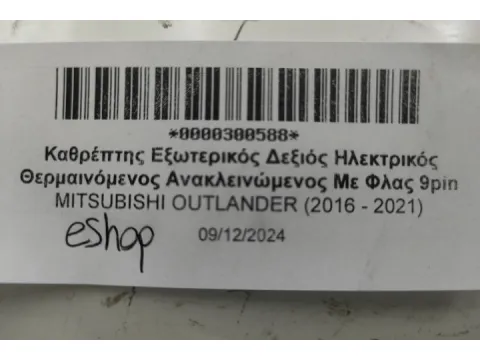 *0000300588*
Καθρέπτης Εξωτερικός Δεξιός Ηλεκτρικός
Θερμαινόμενος Ανακλεινώμενος Με Φλας 9pin
MITSUBISHI OUTLANDER (2016 - 2021)
eshop 09/12/2024